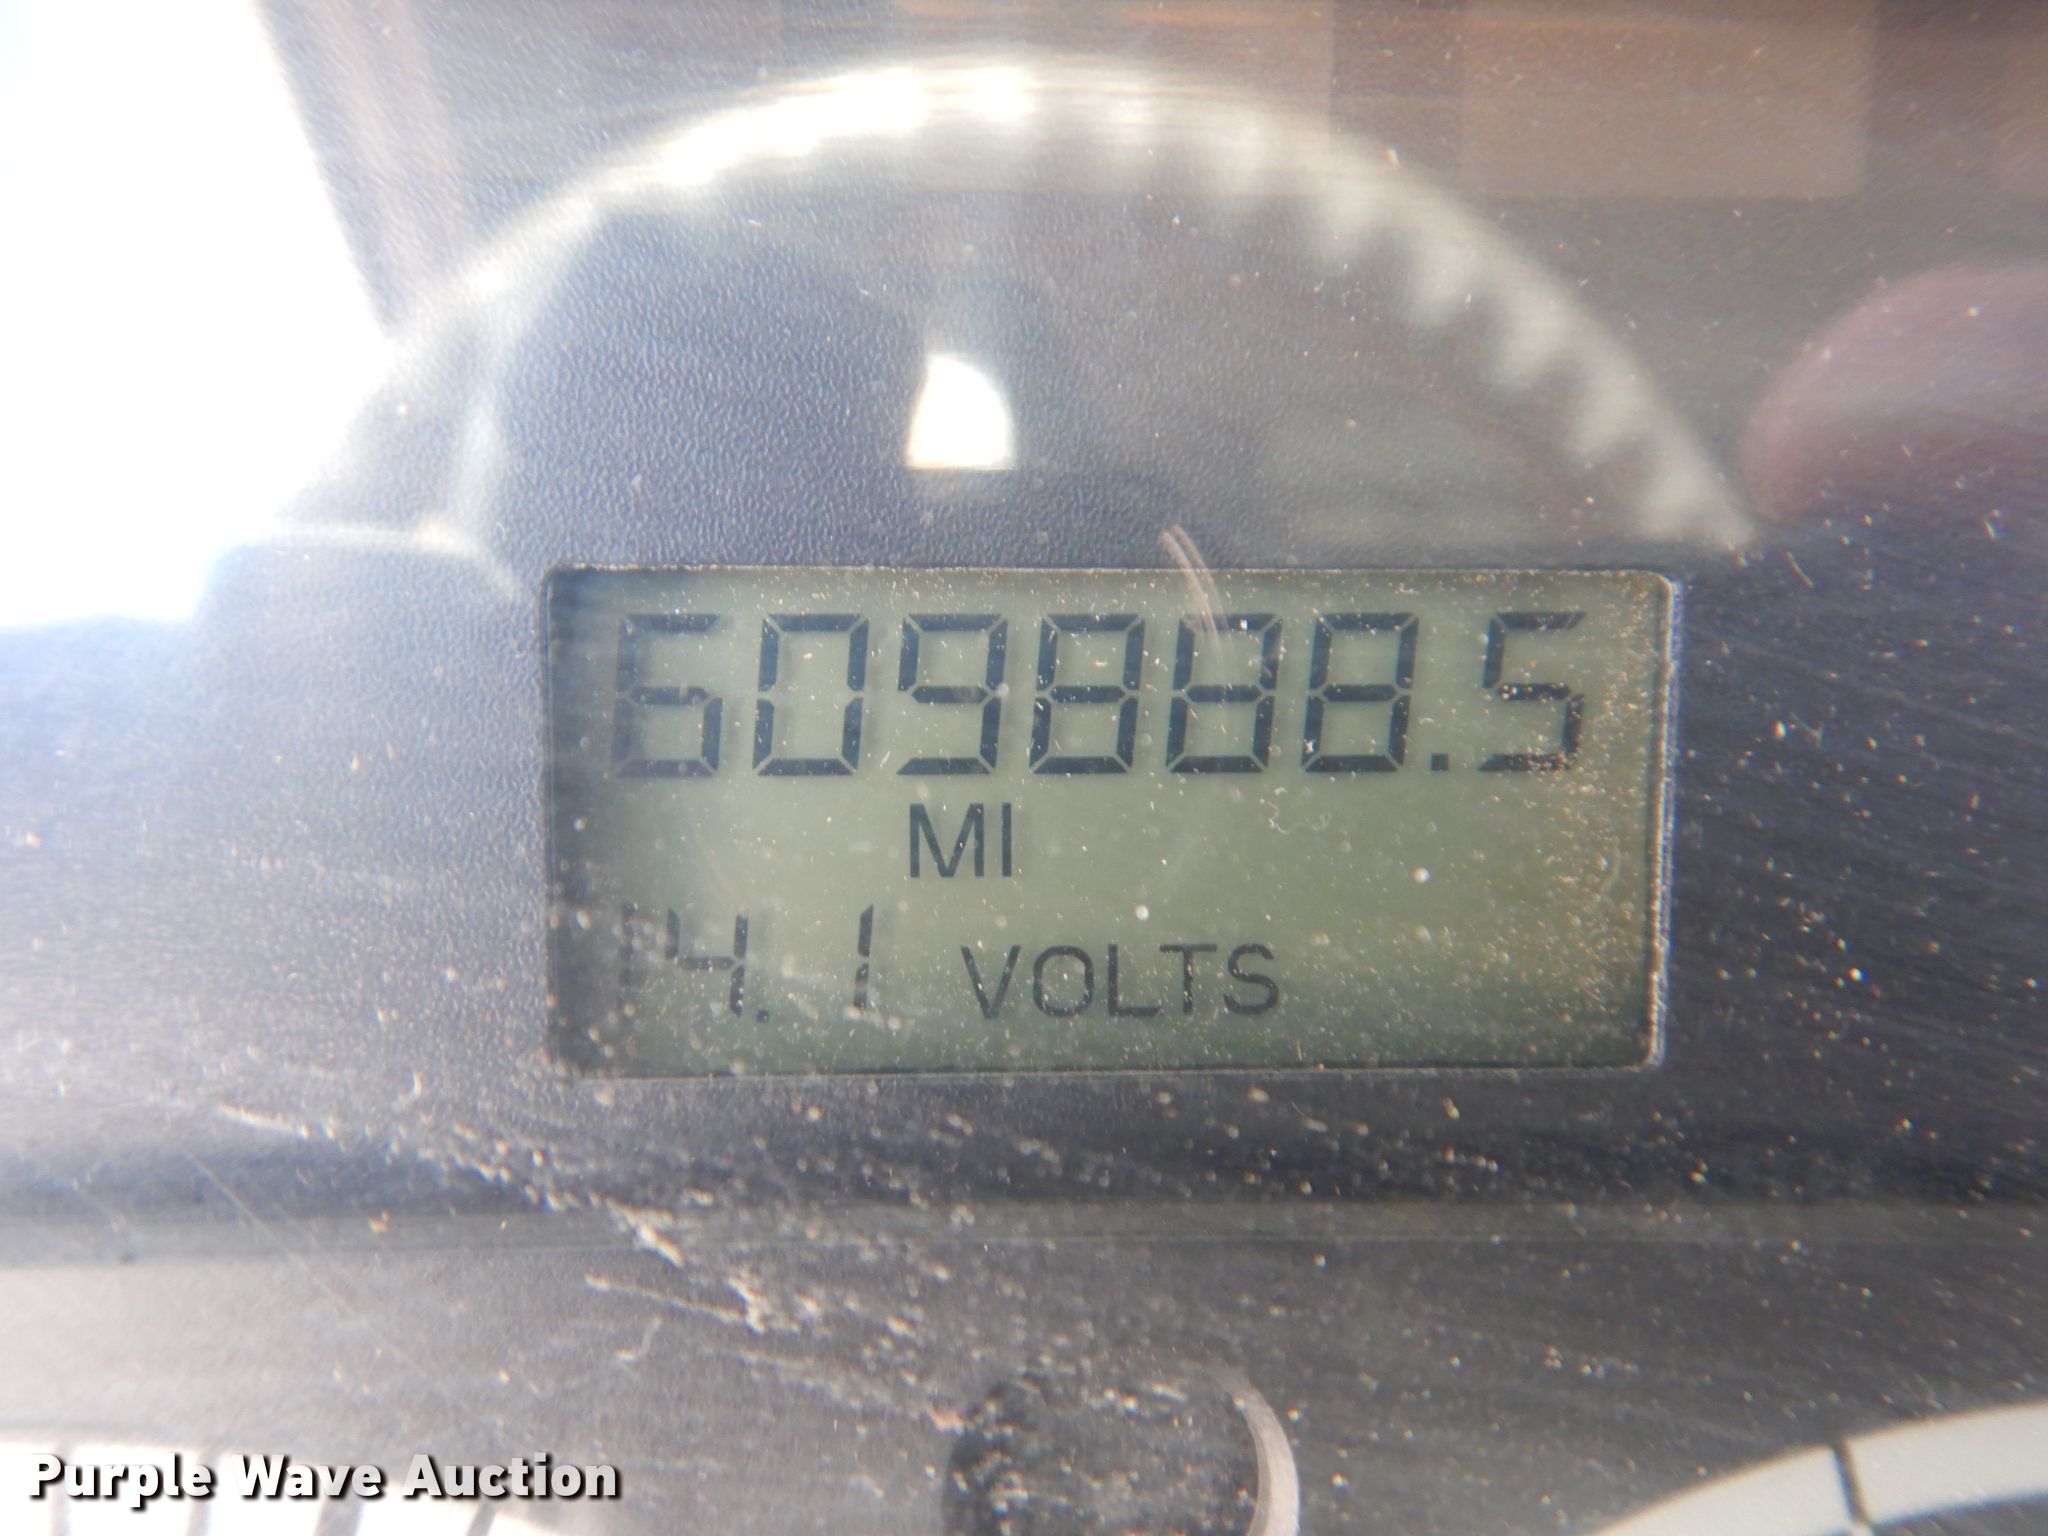 609888.5
MI
14.1 VOLTS
Purple Wave Auction